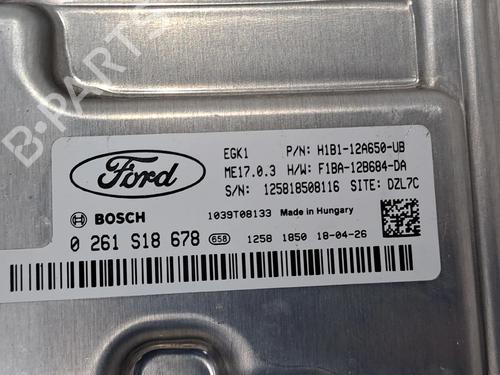 B-PARTS
Ford
EGK1 P/N: H1B1-12A650-UB
ME17.0.3 H/W: F1BA-12B684-DA
S/N: 125818508116 SITE: DZL7C
BOSCH 1039T08133 Made in Hungary
0 261 S18 678 658 1258 1850 18-04-26